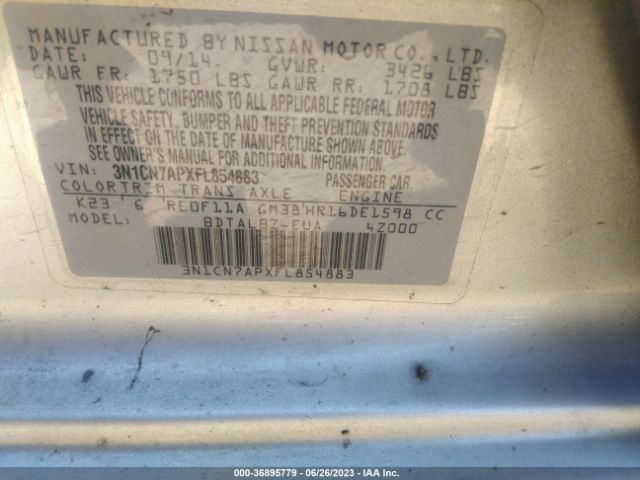 MANUFACTURED BY NISSAN MOTOR CO., LTD.
DATE: 09/14. GVWR: 3426 LBS
GAWR FR: 1750 LBS GAWR RR: 1708 LBS
THIS VEHICLE CONFORMS TO ALL APPLICABLE FEDERAL MOTOR
VEHICLE SAFETY, BUMPER AND THEFT PREVENTION STANDARDS
IN EFFECT ON THE DATE OF MANUFACTURE SHOWN ABOVE.
SEE OWNER'S MANUAL FOR ADDITIONAL INFORMATION.
VIN: 3N1CN7APXFL854883 PASSENGER CAR
COLOR TRIM TRANS AXLE ENGINE
K23 G RE0F11A GM38 HR16DE1598 CC
MODEL: BDTALBZ-EUA 4Z000
3N1CN7APXFL854883
000-36895779 - 06/26/2023 - IAA Inc.